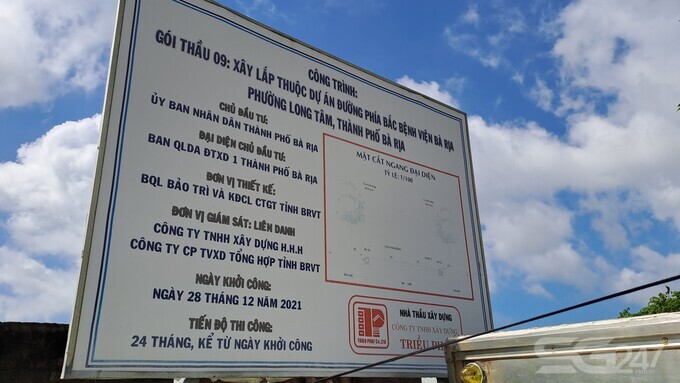 CÔNG TRÌNH:
GÓI THẦU 09: XÂY LẮP THUỘC DỰ ÁN ĐƯỜNG PHÍA BẮC BỆNH VIỆN BÀ RỊA
PHƯỜNG LONG TÂM, THÀNH PHỐ BÀ RỊA
CHỦ ĐẦU TƯ:
ỦY BAN NHÂN DÂN THÀNH PHỐ BÀ RỊA
ĐẠI DIỆN CHỦ ĐẦU TƯ:
BAN QLDA ĐTXD 1 THÀNH PHỐ BÀ RỊA
ĐƠN VỊ THIẾT KẾ:
BQL BẢO TRÌ VÀ KĐCL CTGT TỈNH BRVT
ĐƠN VỊ GIÁM SÁT: LIÊN DANH
CÔNG TY TNHH XÂY DỰNG H.H.H
CÔNG TY CP TVXD TỔNG HỢP TỈNH BRVT
NGÀY KHỞI CÔNG:
NGÀY 28 THÁNG 12 NĂM 2021
TIẾN ĐỘ THI CÔNG:
24 THÁNG, KỂ TỪ NGÀY KHỞI CÔNG
MẶT CẮT NGANG ĐẠI DIỆN
TỶ LỆ: 1/100
NHÀ THẦU XÂY DỰNG
CÔNG TY TNHH XÂY DỰNG
TRIỆU
SG247